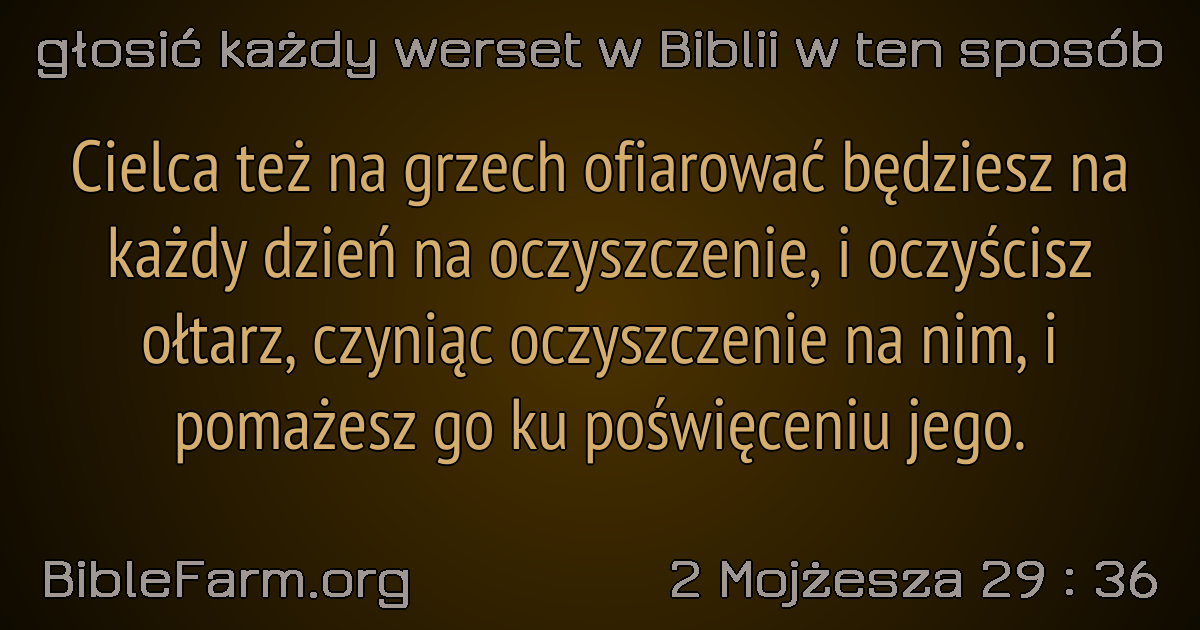 głosić każdy werset w Biblii w ten sposób
Cielca też na grzech ofiarować będziesz na
każdy dzień na oczyszczenie, i oczyścisz
ołtarz, czyniąc oczyszczenie na nim, i
pomażesz go ku poświęceniu jego.
BibleFarm.org
2 Mojżesza 29 : 36